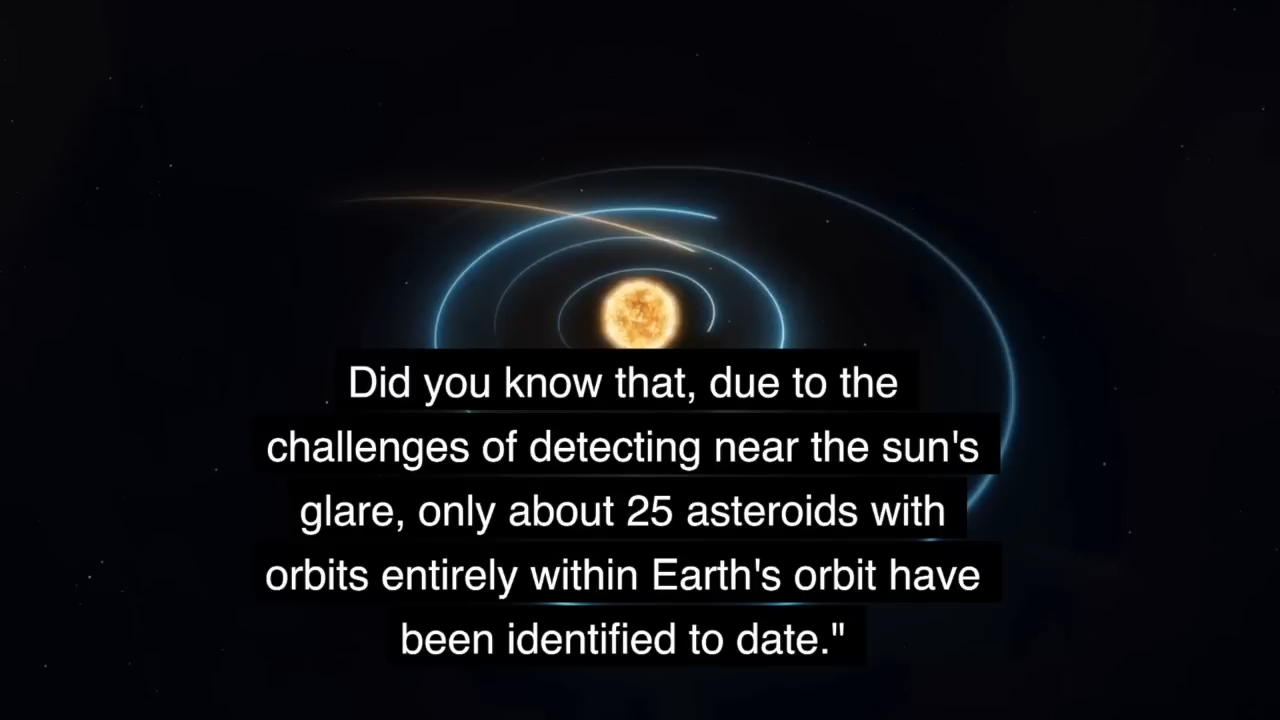 Did you know that, due to the
challenges of detecting near the sun's
glare, only about 25 asteroids with
orbits entirely within Earth's orbit have
been identified to date."